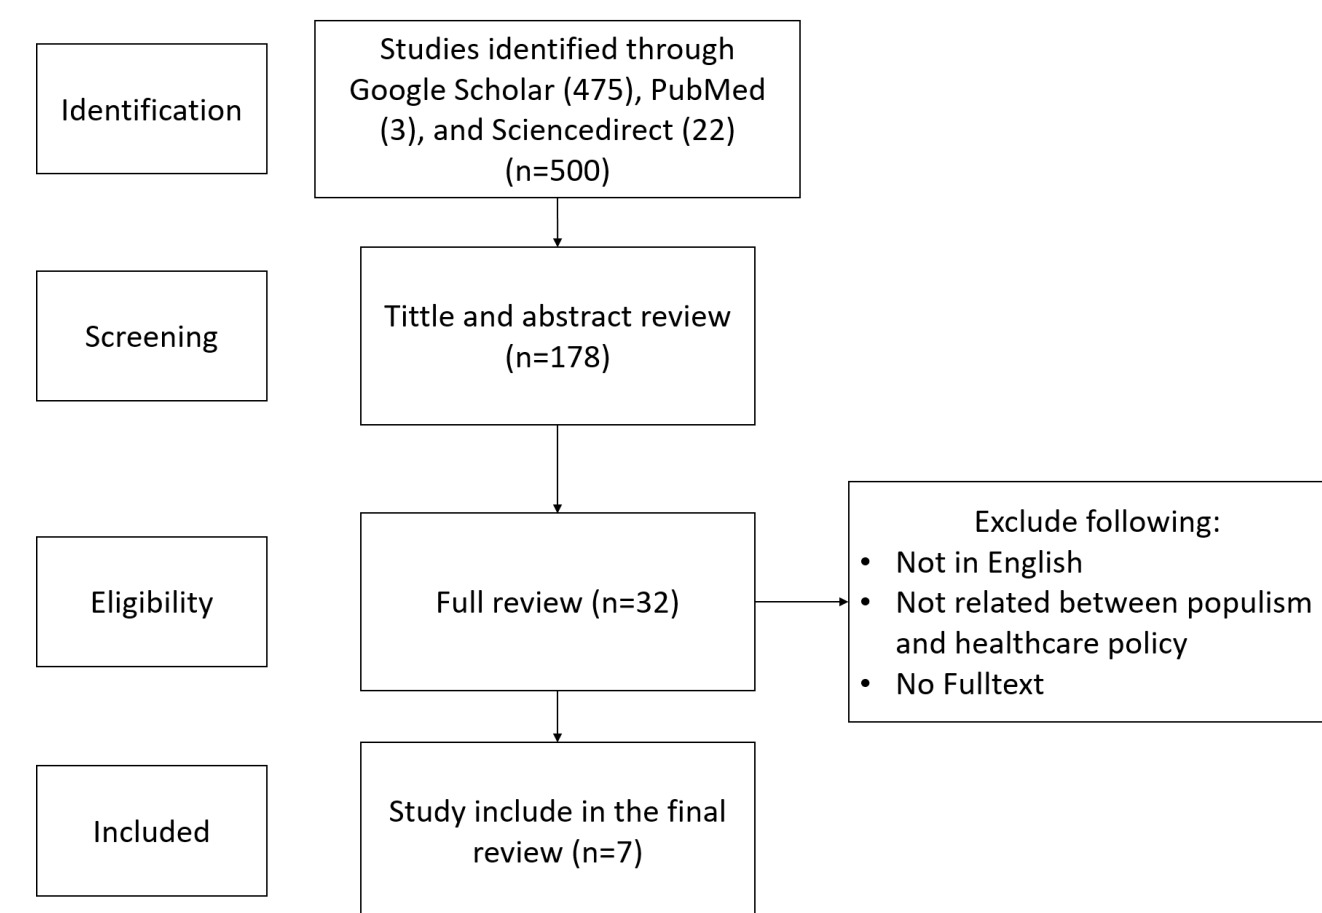 Identification
Studies identified through
Google Scholar (475), PubMed
(3), and Sciencedirect (22)
(n=500)
Screening
Tittle and abstract review
(n=178)
Eligibility
Full review (n=32)
Exclude following:
• Not in English
• Not related between populism
and healthcare policy
• No Fulltext
Included
Study include in the final
review (n=7)